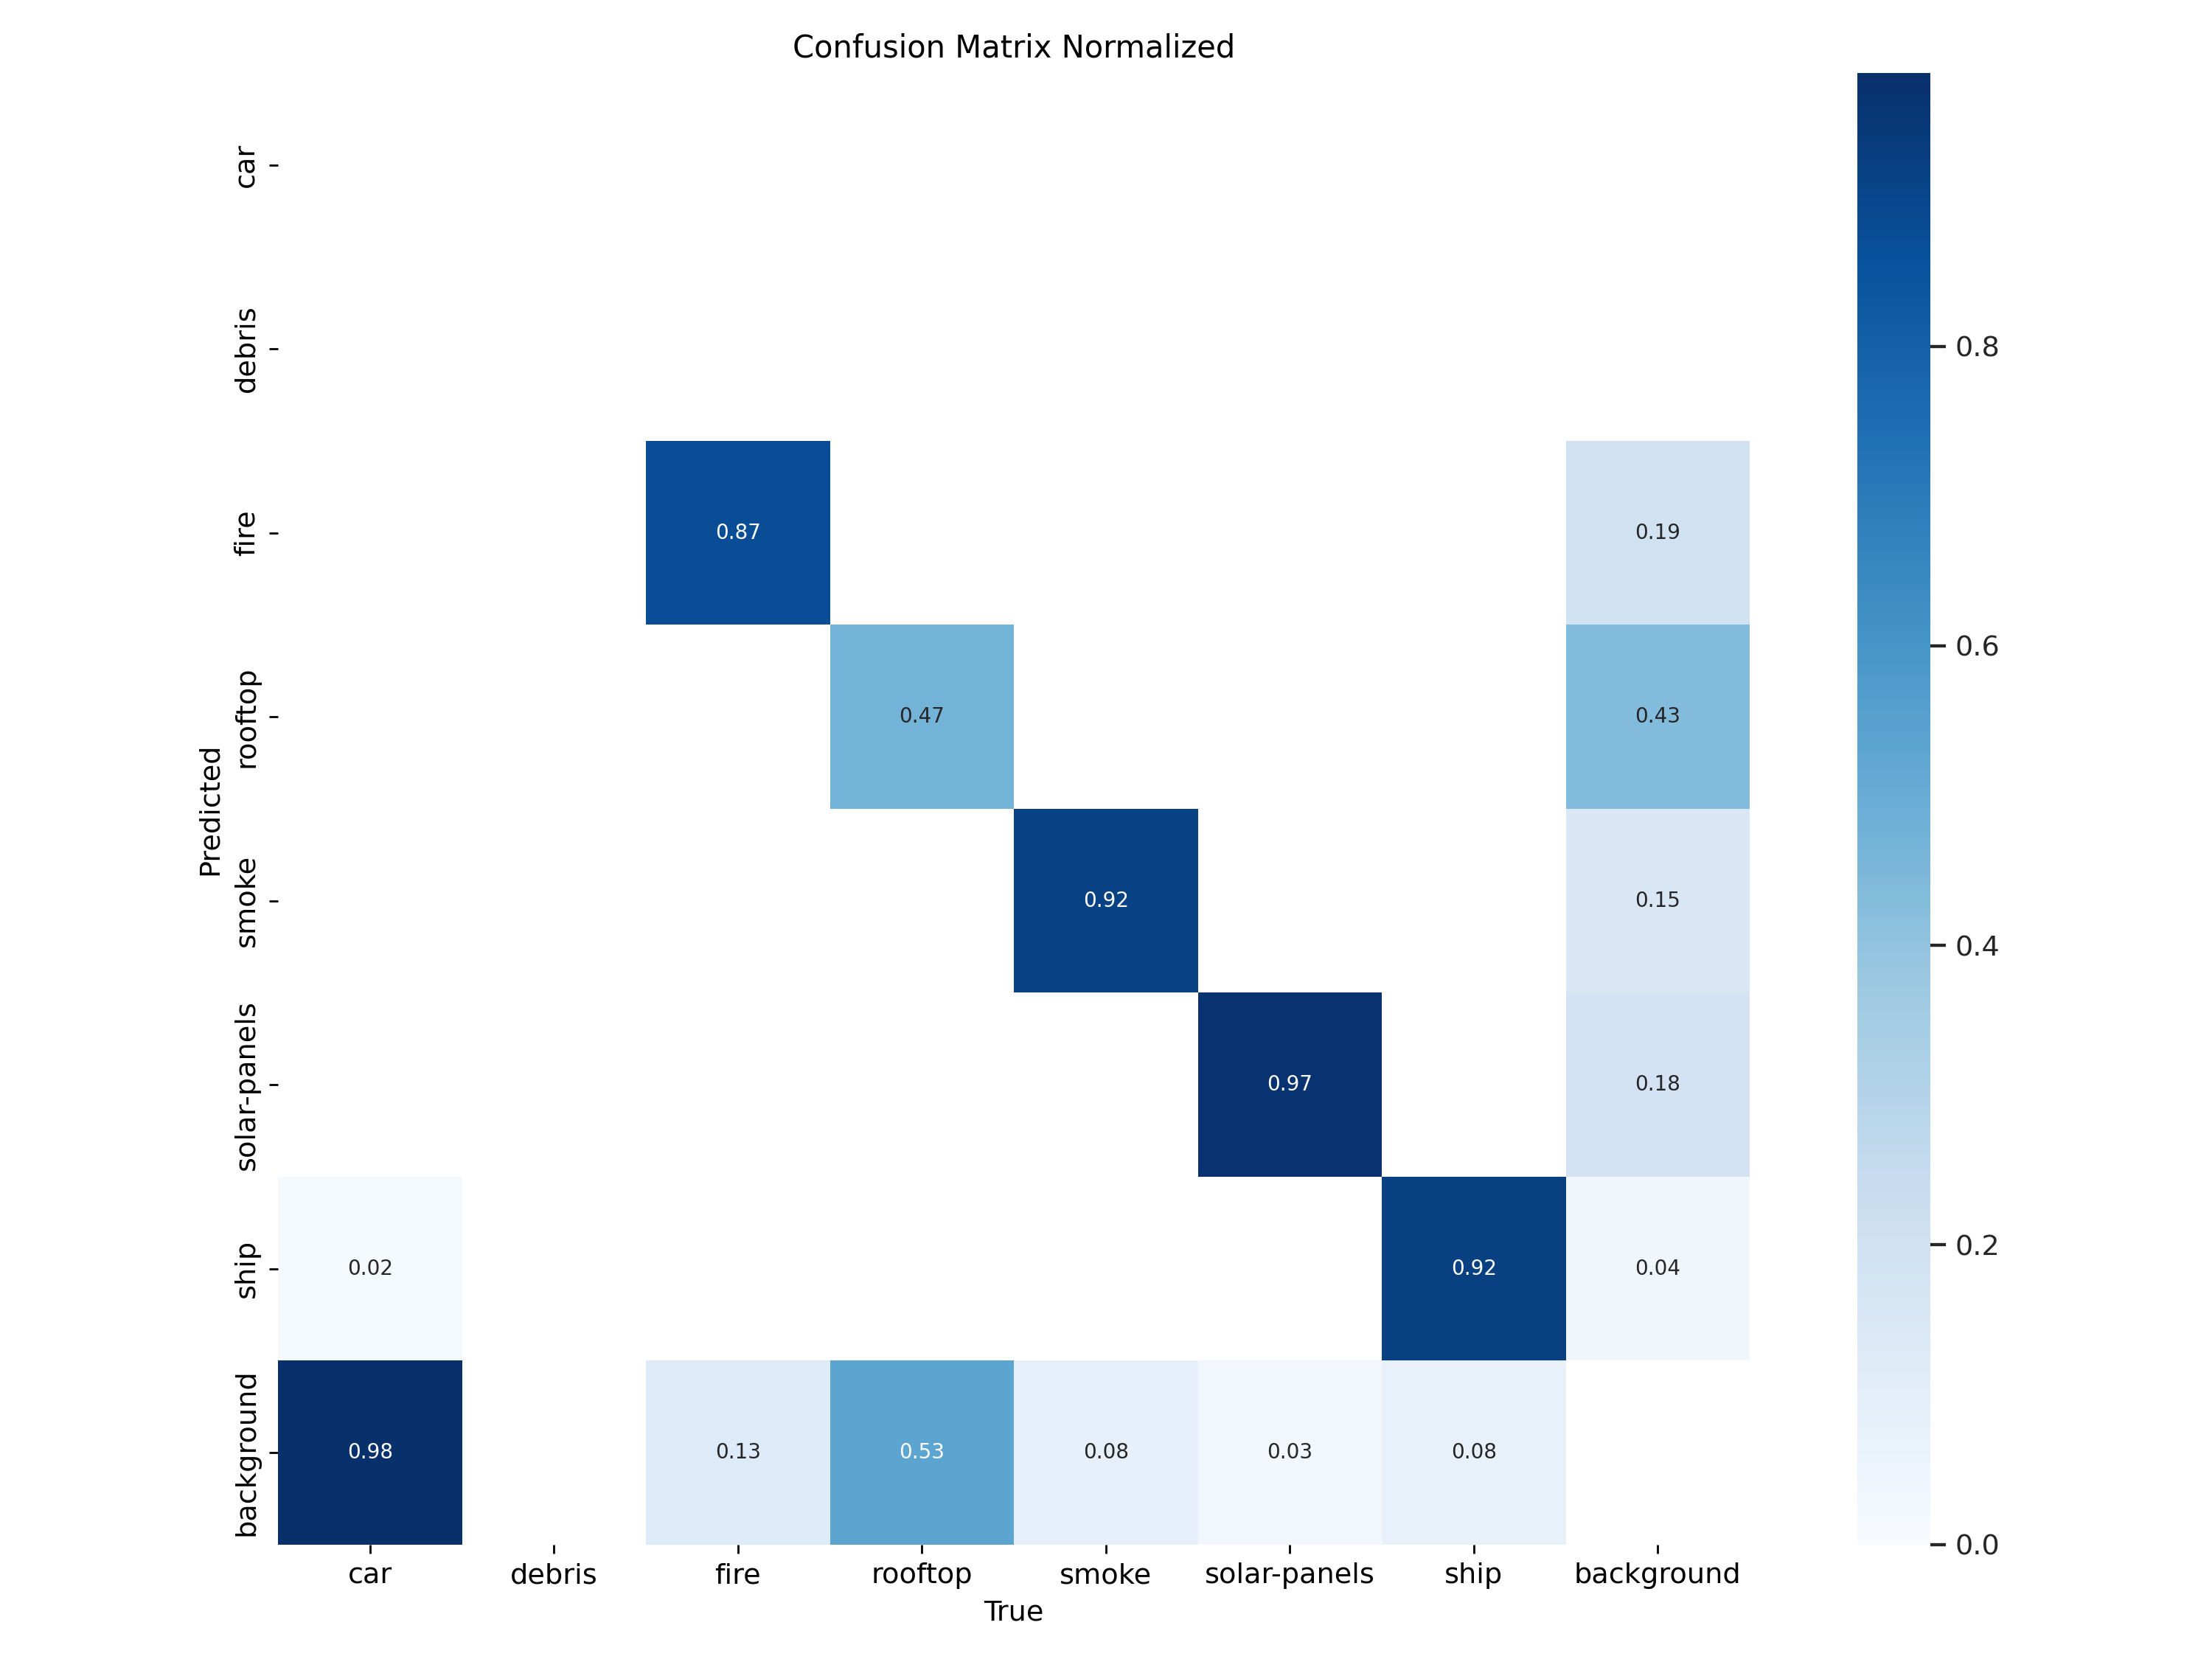 Confusion Matrix Normalized
car
debris
fire
rooftop
smoke
solar-panels
ship
background
Predicted
0.87
0.19
0.47
0.43
0.92
0.15
0.97
0.18
0.02
0.92
0.04
0.98
0.13
0.53
0.08
0.03
0.08
car
debris
fire
rooftop
smoke
solar-panels
ship
background
True
0.8
0.6
0.4
0.2
0.0